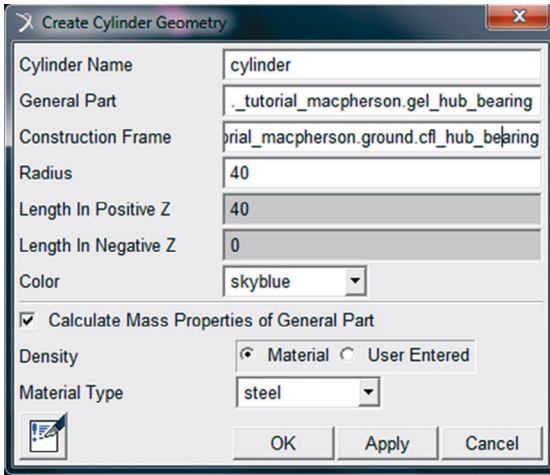 Create Cylinder Geometry
Cylinder Name cylinder
General Part ._tutorial_macpherson.gel_hub_bearing
Construction Frame orial_macpherson.ground.cfl_hub_bearing
Radius 40
Length In Positive Z 40
Length In Negative Z 0
Color skyblue
Calculate Mass Properties of General Part
Density Material User Entered
Material Type steel
OK Apply Cancel